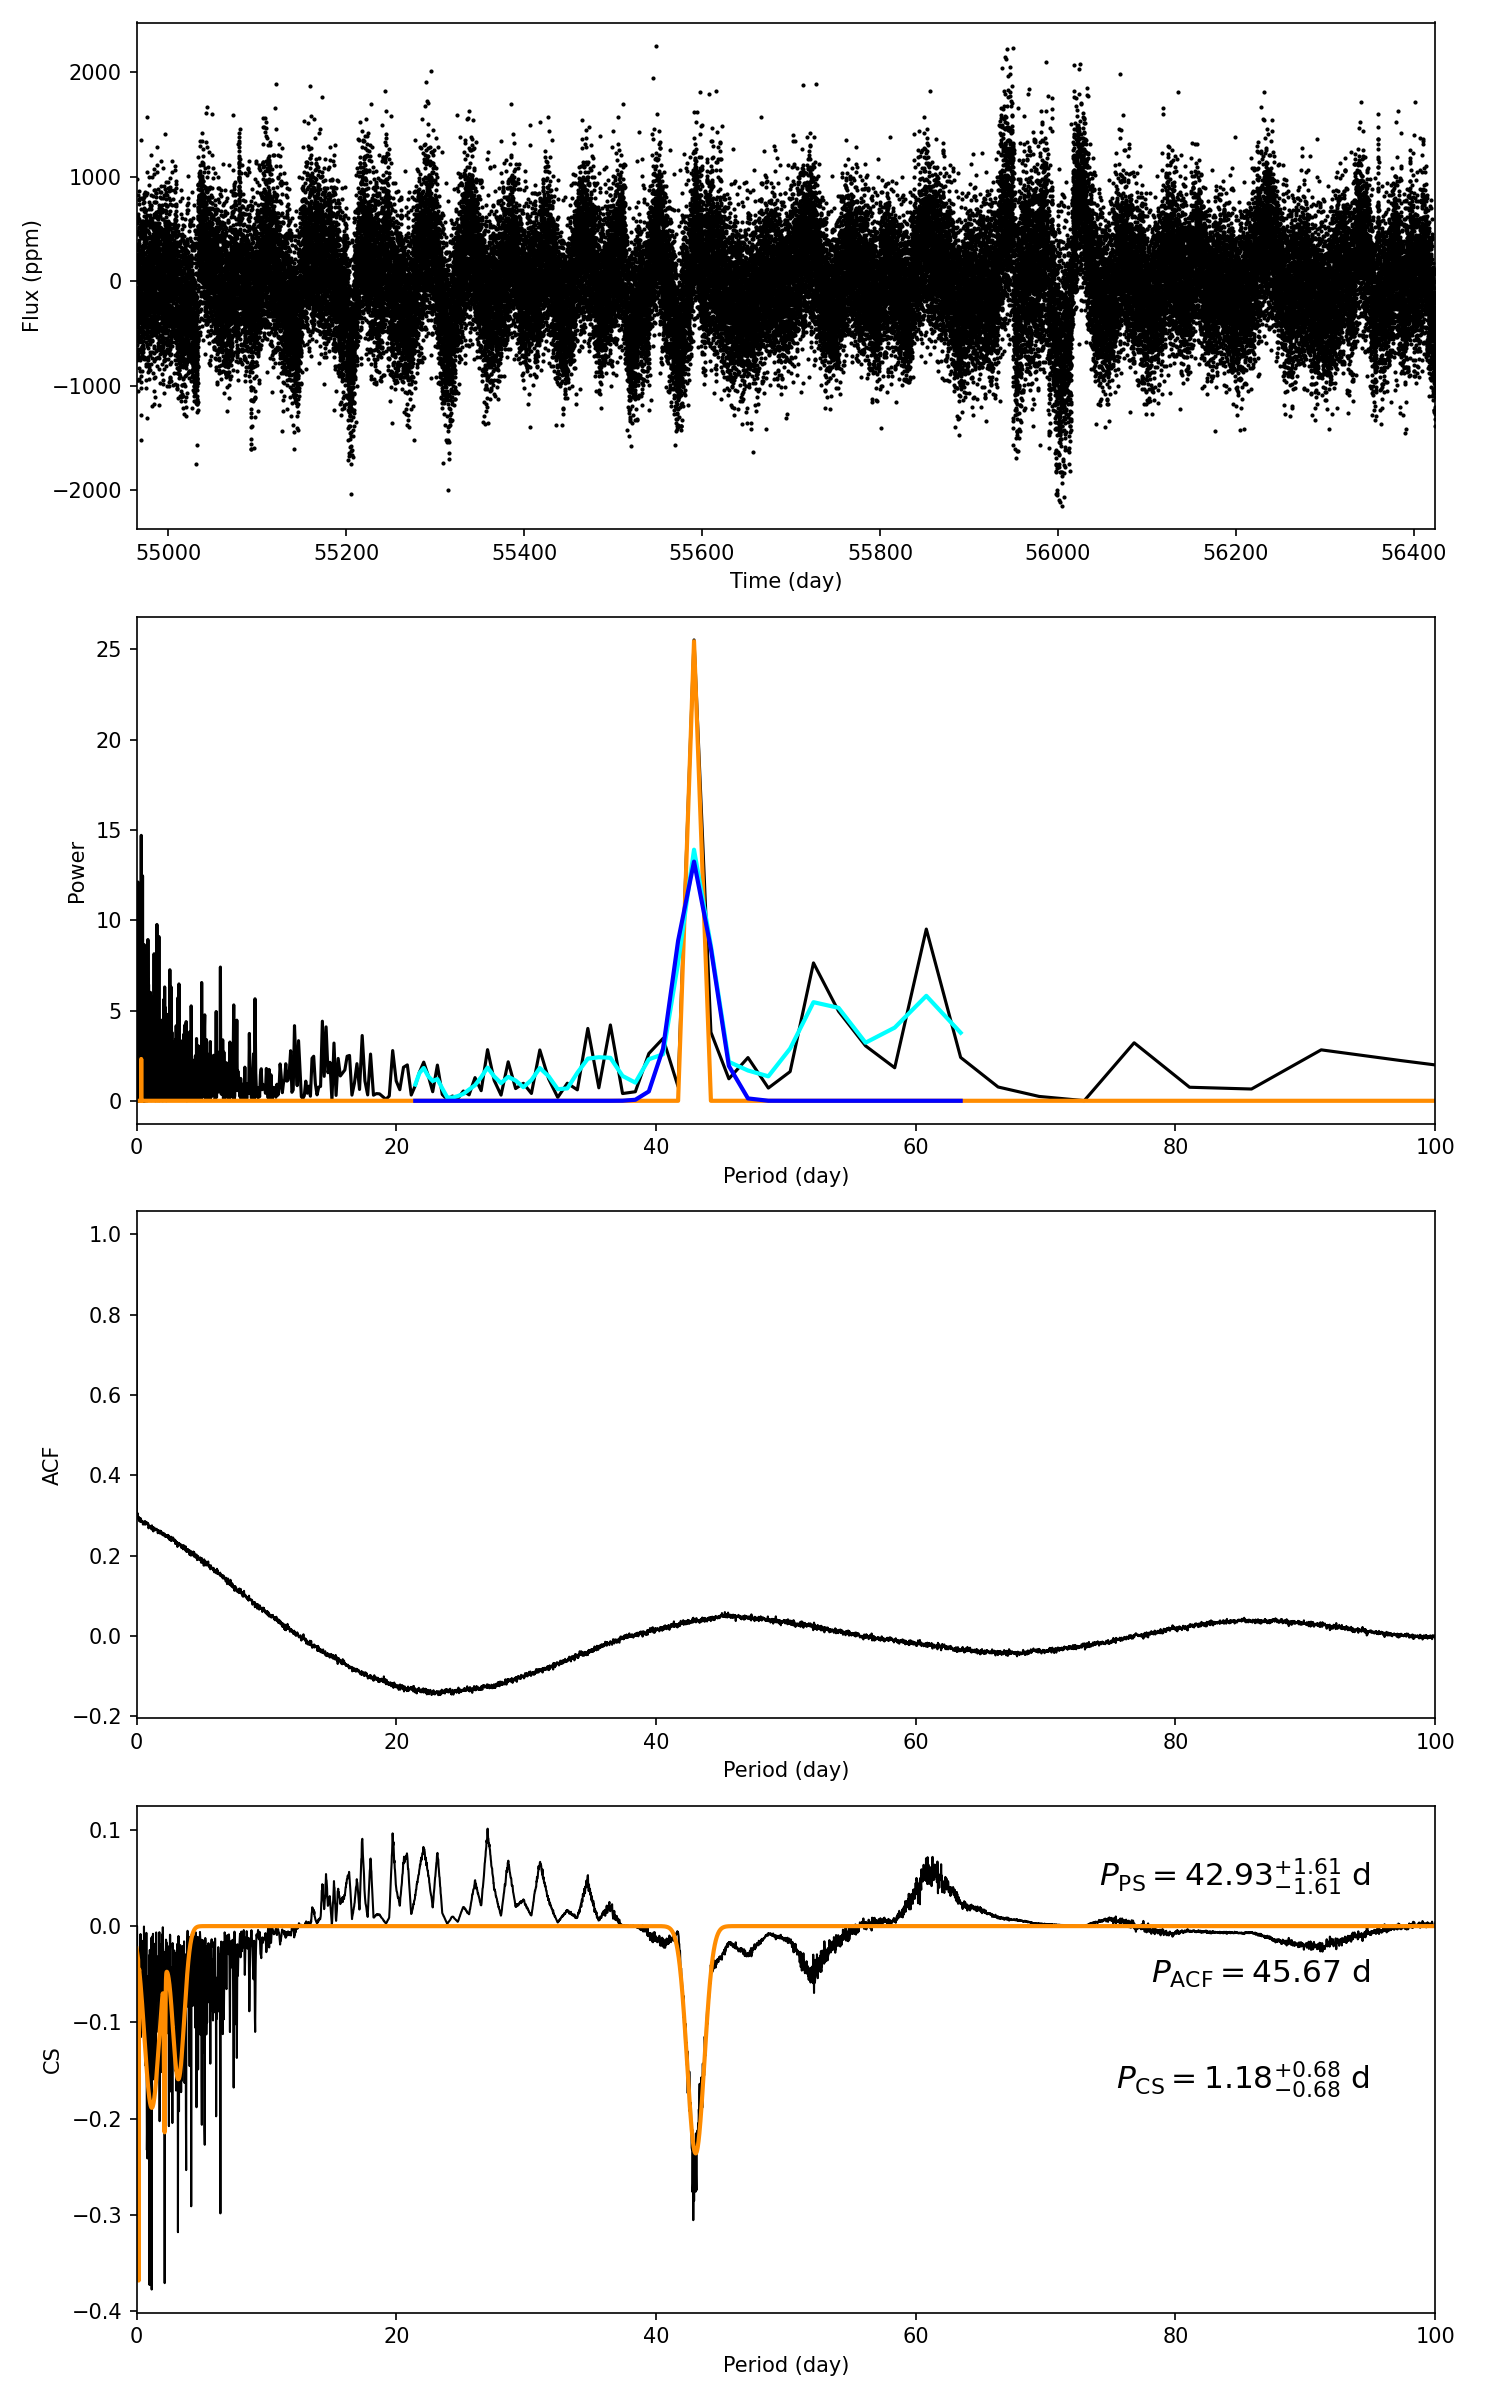 2000
1000
0
−1000
−2000
Flux (ppm)
55000 55200 55400 55600 55800 56000 56200 56400
Time (day)
25
20
15
10
5
0
Power
0 20 40 60 80 100
Period (day)
1.0
0.8
0.6
0.4
0.2
0.0
−0.2
ACF
0 20 40 60 80 100
Period (day)
0.1
0.0
−0.1
−0.2
−0.3
−0.4
CS
P_PS = 42.93^{+1.61}_{−1.61} d
P_ACF = 45.67 d
P_CS = 1.18^{+0.68}_{−0.68} d
0 20 40 60 80 100
Period (day)